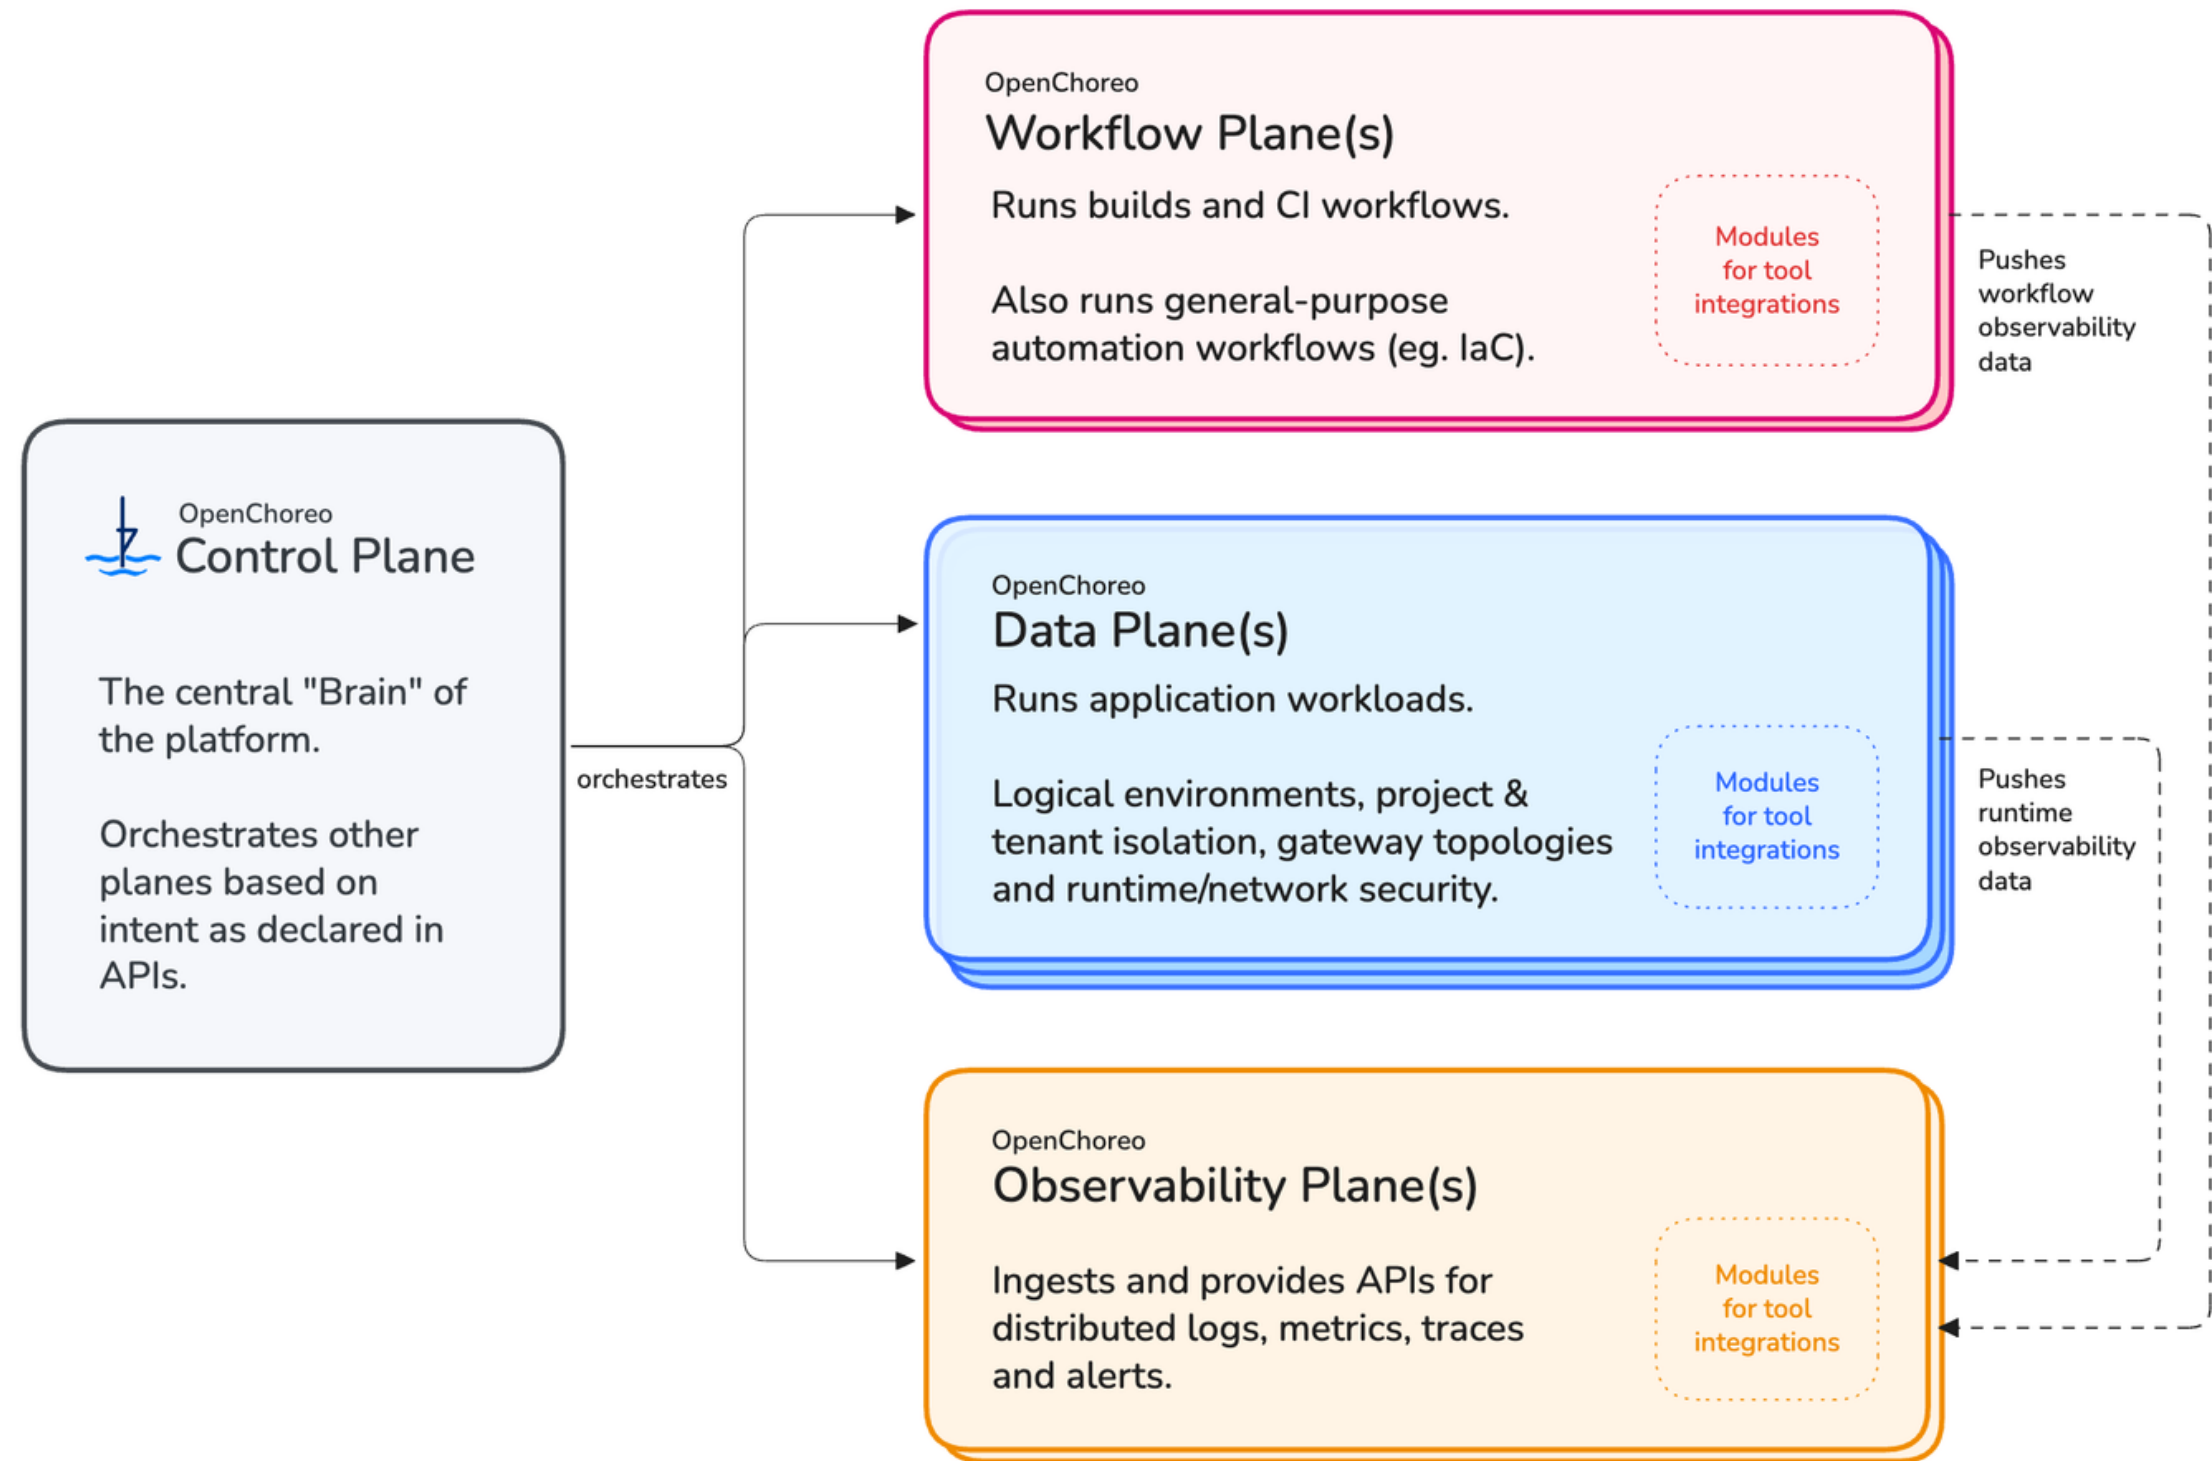 OpenChoreo
Control Plane
The central "Brain" of
the platform.
Orchestrates other
planes based on
intent as declared in
APIs.
orchestrates
OpenChoreo
Workflow Plane(s)
Runs builds and CI workflows.
Also runs general-purpose
automation workflows (eg. IaC).
Modules
for tool
integrations
Pushes
workflow
observability
data
OpenChoreo
Data Plane(s)
Runs application workloads.
Logical environments, project &
tenant isolation, gateway topologies
and runtime/network security.
Modules
for tool
integrations
Pushes
runtime
observability
data
OpenChoreo
Observability Plane(s)
Ingests and provides APIs for
distributed logs, metrics, traces
and alerts.
Modules
for tool
integrations